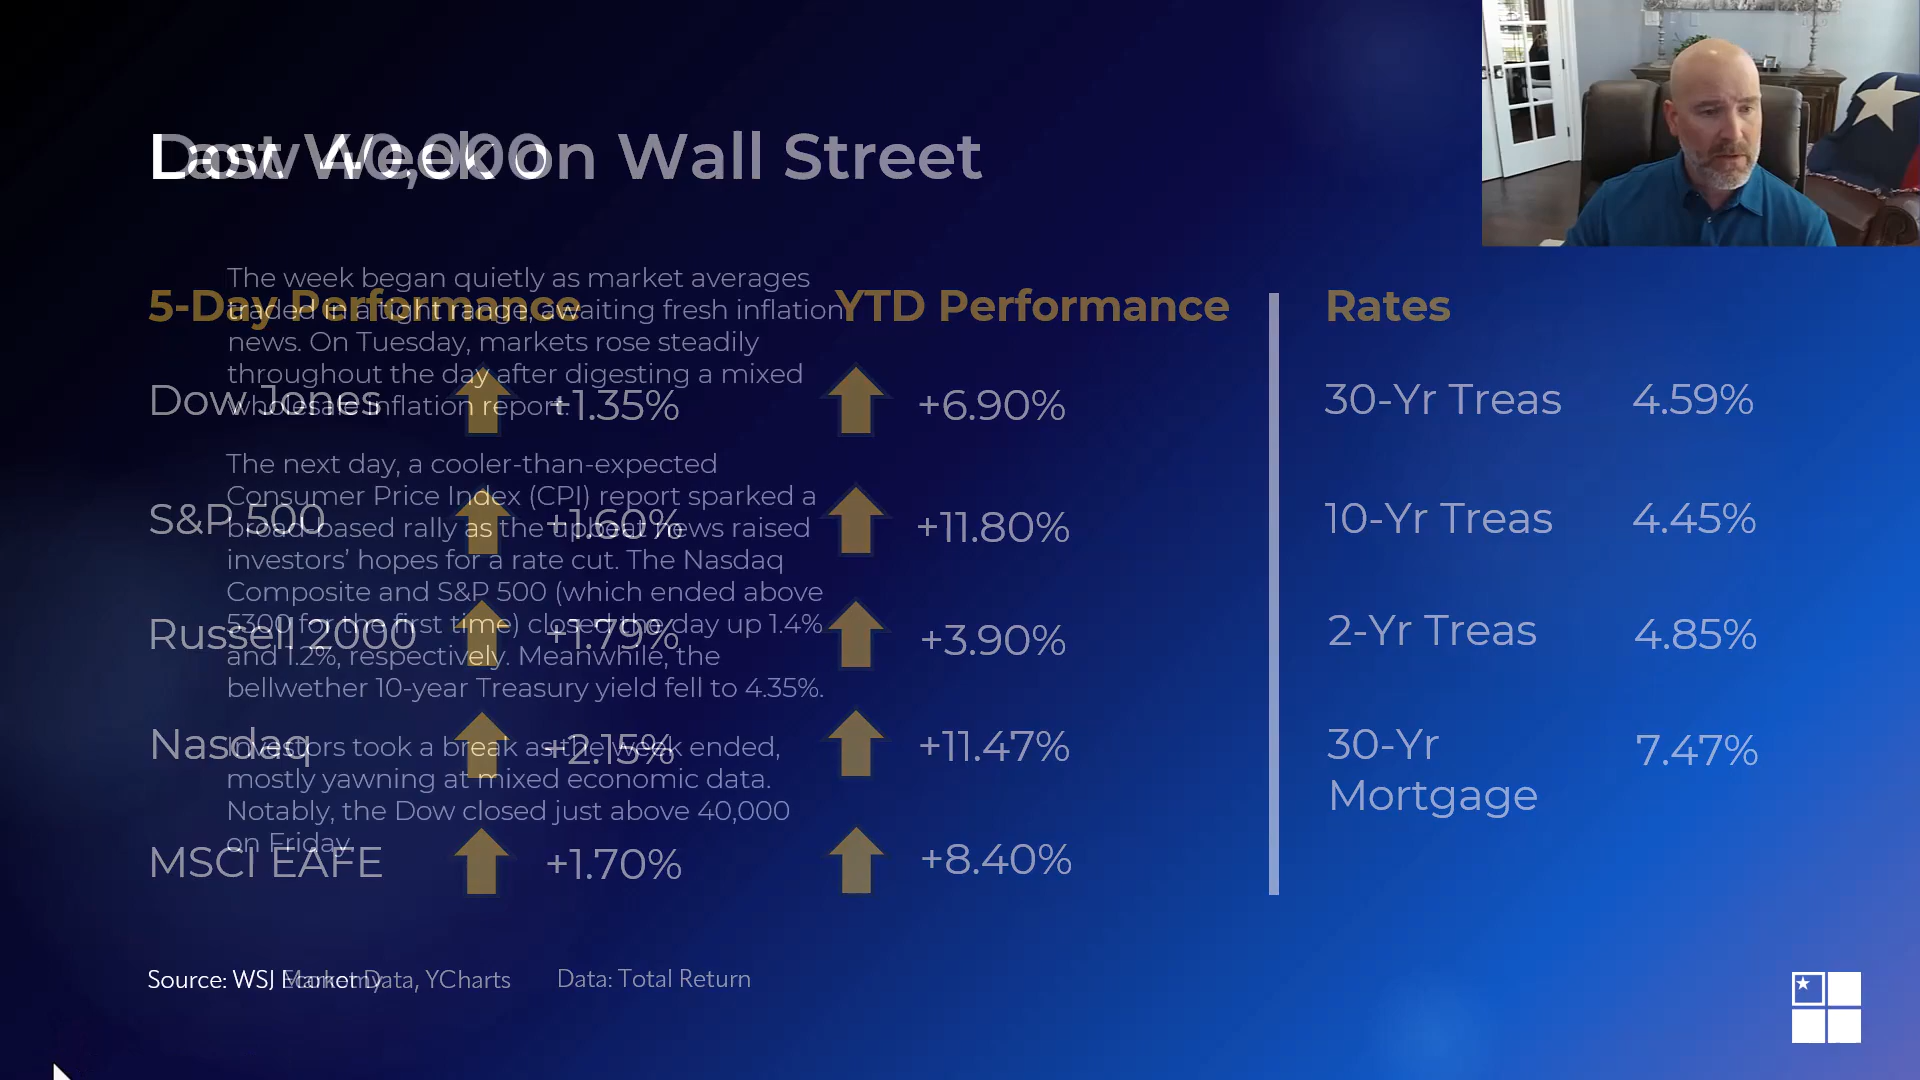 Last Week on Wall Street
Dow 40,000
5-Day Performance
YTD Performance
Rates
Dow Jones +1.35% +6.90%
30-Yr Treas 4.59%
S&P 500 +1.60% +11.80%
10-Yr Treas 4.45%
Russell 2000 +1.79% +3.90%
2-Yr Treas 4.85%
Nasdaq +2.15% +11.47%
30-Yr 7.47%
Mortgage
MSCI EAFE +1.70% +8.40%
The week began quietly as market averages
traded in a tight range, awaiting fresh inflation
news. On Tuesday, markets rose steadily
throughout the day after digesting a mixed
wholesale inflation report.
The next day, a cooler-than-expected
Consumer Price Index (CPI) report sparked a
broad-based rally as the upbeat news raised
investors’ hopes for a rate cut. The Nasdaq
Composite and S&P 500 (which ended above
5300 for the first time) closed the day up 1.4%
and 1.2%, respectively. Meanwhile, the
bellwether 10-year Treasury yield fell to 4.35%.
Investors took a break as the week ended,
mostly yawning at mixed economic data.
Notably, the Dow closed just above 40,000
on Friday.
Source: WSJ Market Data, YCharts Data: Total Return